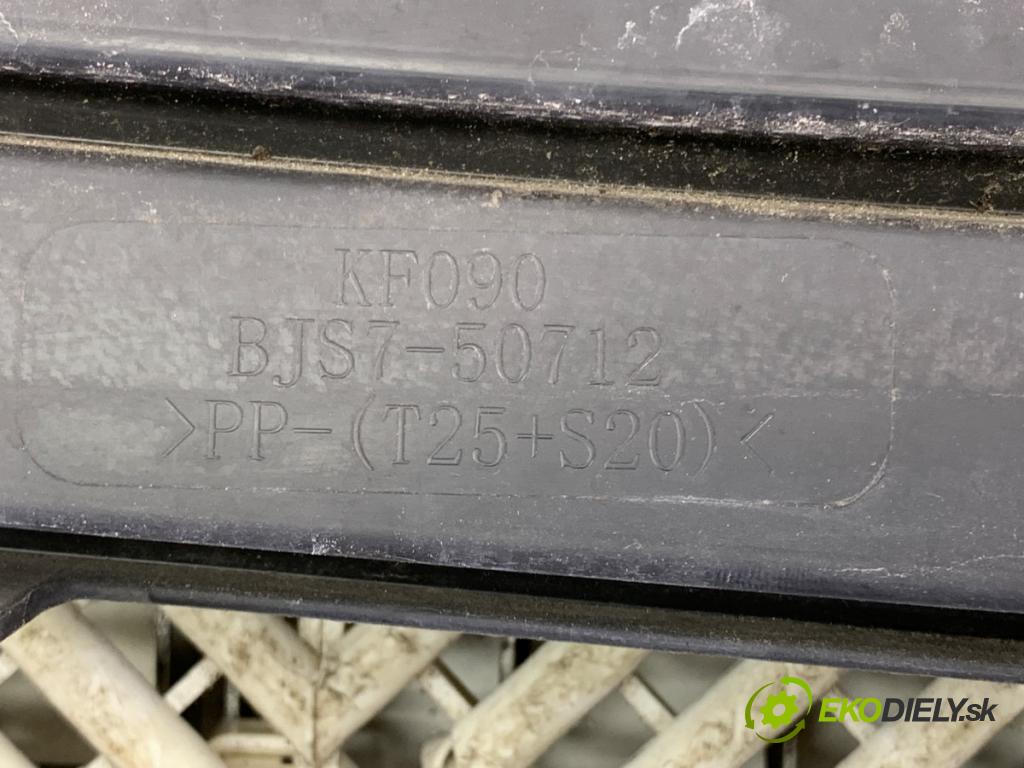 KF090
BJS7-50712
>PP-(T25+S20)<
EKODIELY.sk